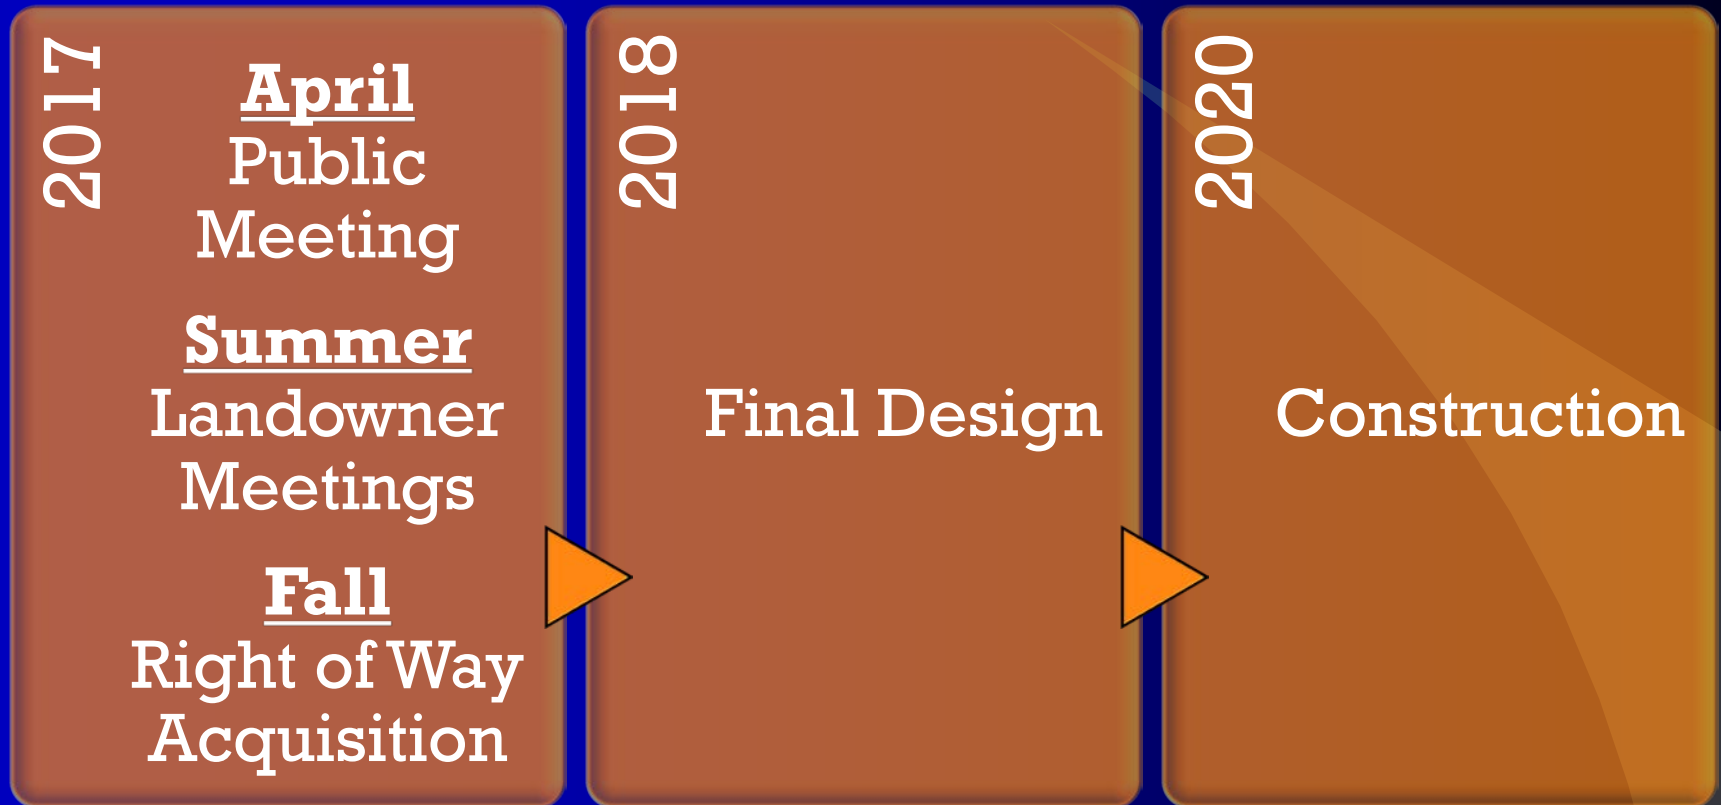 2017
April
Public
Meeting
Summer
Landowner
Meetings
Fall
Right of Way
Acquisition
2018
Final Design
2020
Construction